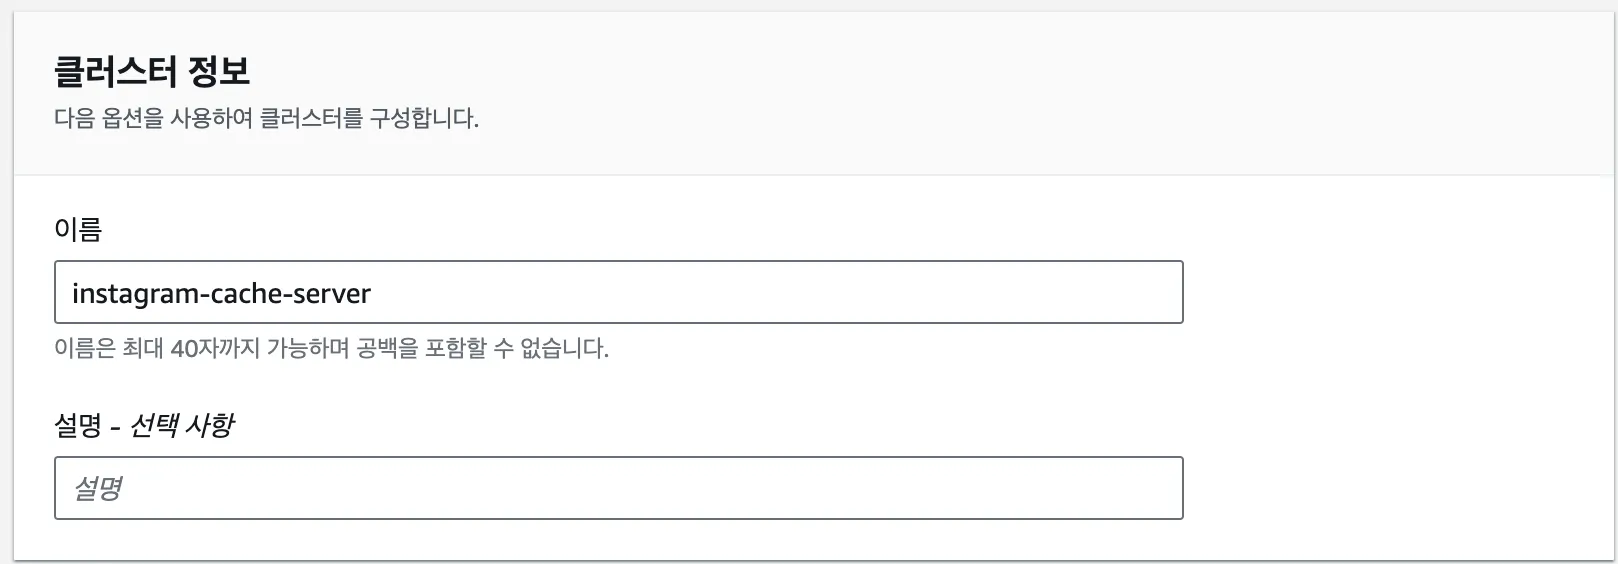 클러스터 정보
다음 옵션을 사용하여 클러스터를 구성합니다.
이름
instagram-cache-server
이름은 최대 40자까지 가능하며 공백을 포함할 수 없습니다.
설명 - 선택 사항
설명